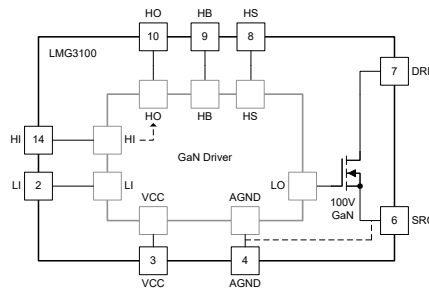 HO HB HS
10 9 8
LMG3100
7 DRN
HO HB HS
14 HI HI
GaN Driver
2 LI LI
LO
100V
GaN
VCC AGND
6 SRC
3 4
VCC AGND